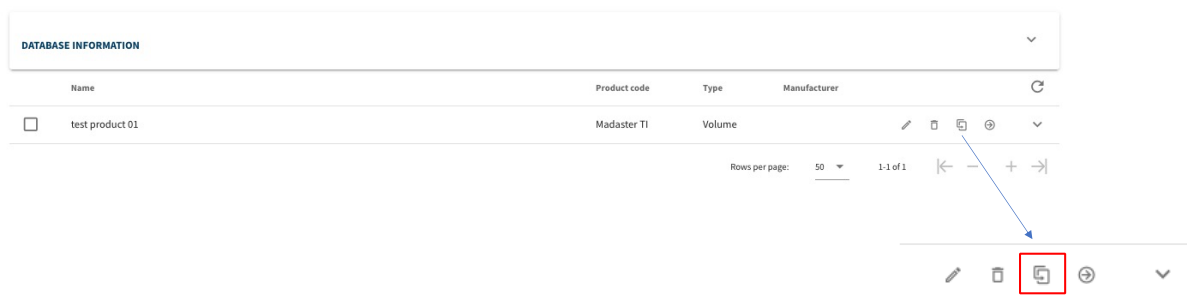 DATABASE INFORMATION
Name Product code Type Manufacturer
test product 01 Madaster TI Volume
Rows per page: 50 1-1 of 1